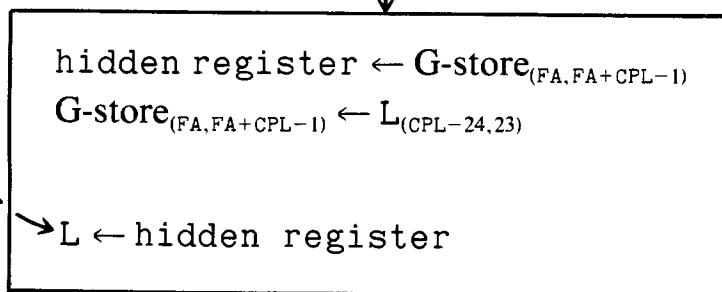 hidden register ← G-store(FA,FA+CPL−1)
G-store(FA,FA+CPL−1) ← L(CPL−24,23)
L ← hidden register